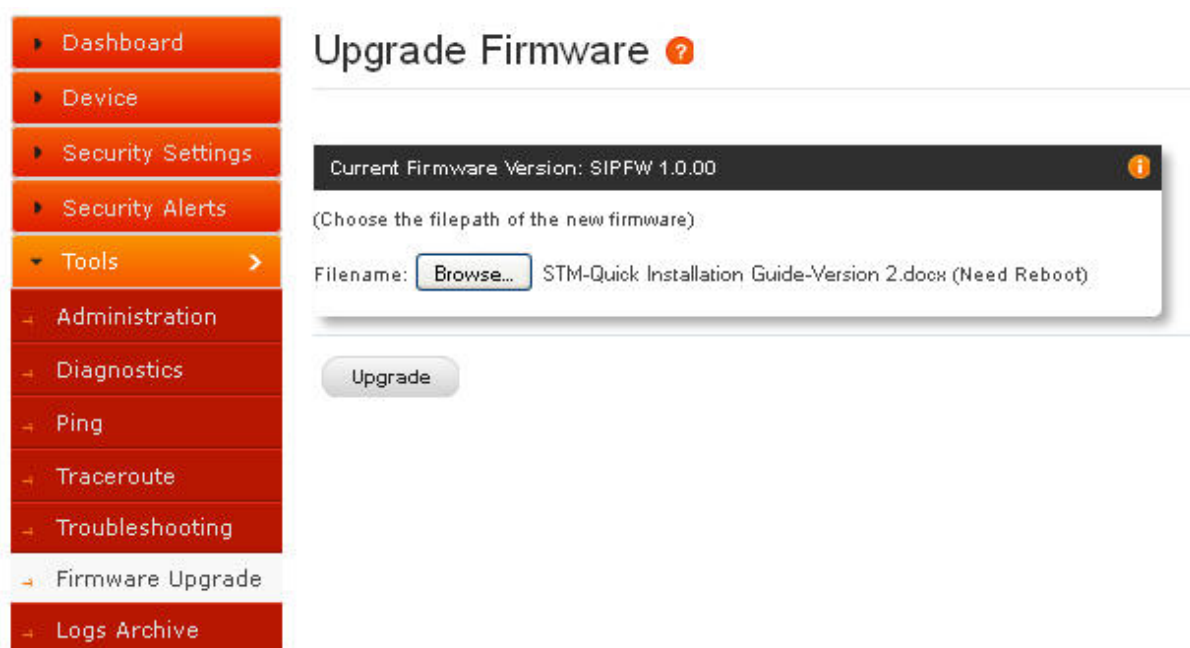 Dashboard
Device
Security Settings
Security Alerts
Tools
Administration
Diagnostics
Ping
Traceroute
Troubleshooting
Firmware Upgrade
Logs Archive
Upgrade Firmware ?
Current Firmware Version: SIPFW 1.0.00
(Choose the filepath of the new firmware)
Filename: Browse... STM-Quick Installation Guide-Version 2.docx (Need Reboot)
Upgrade